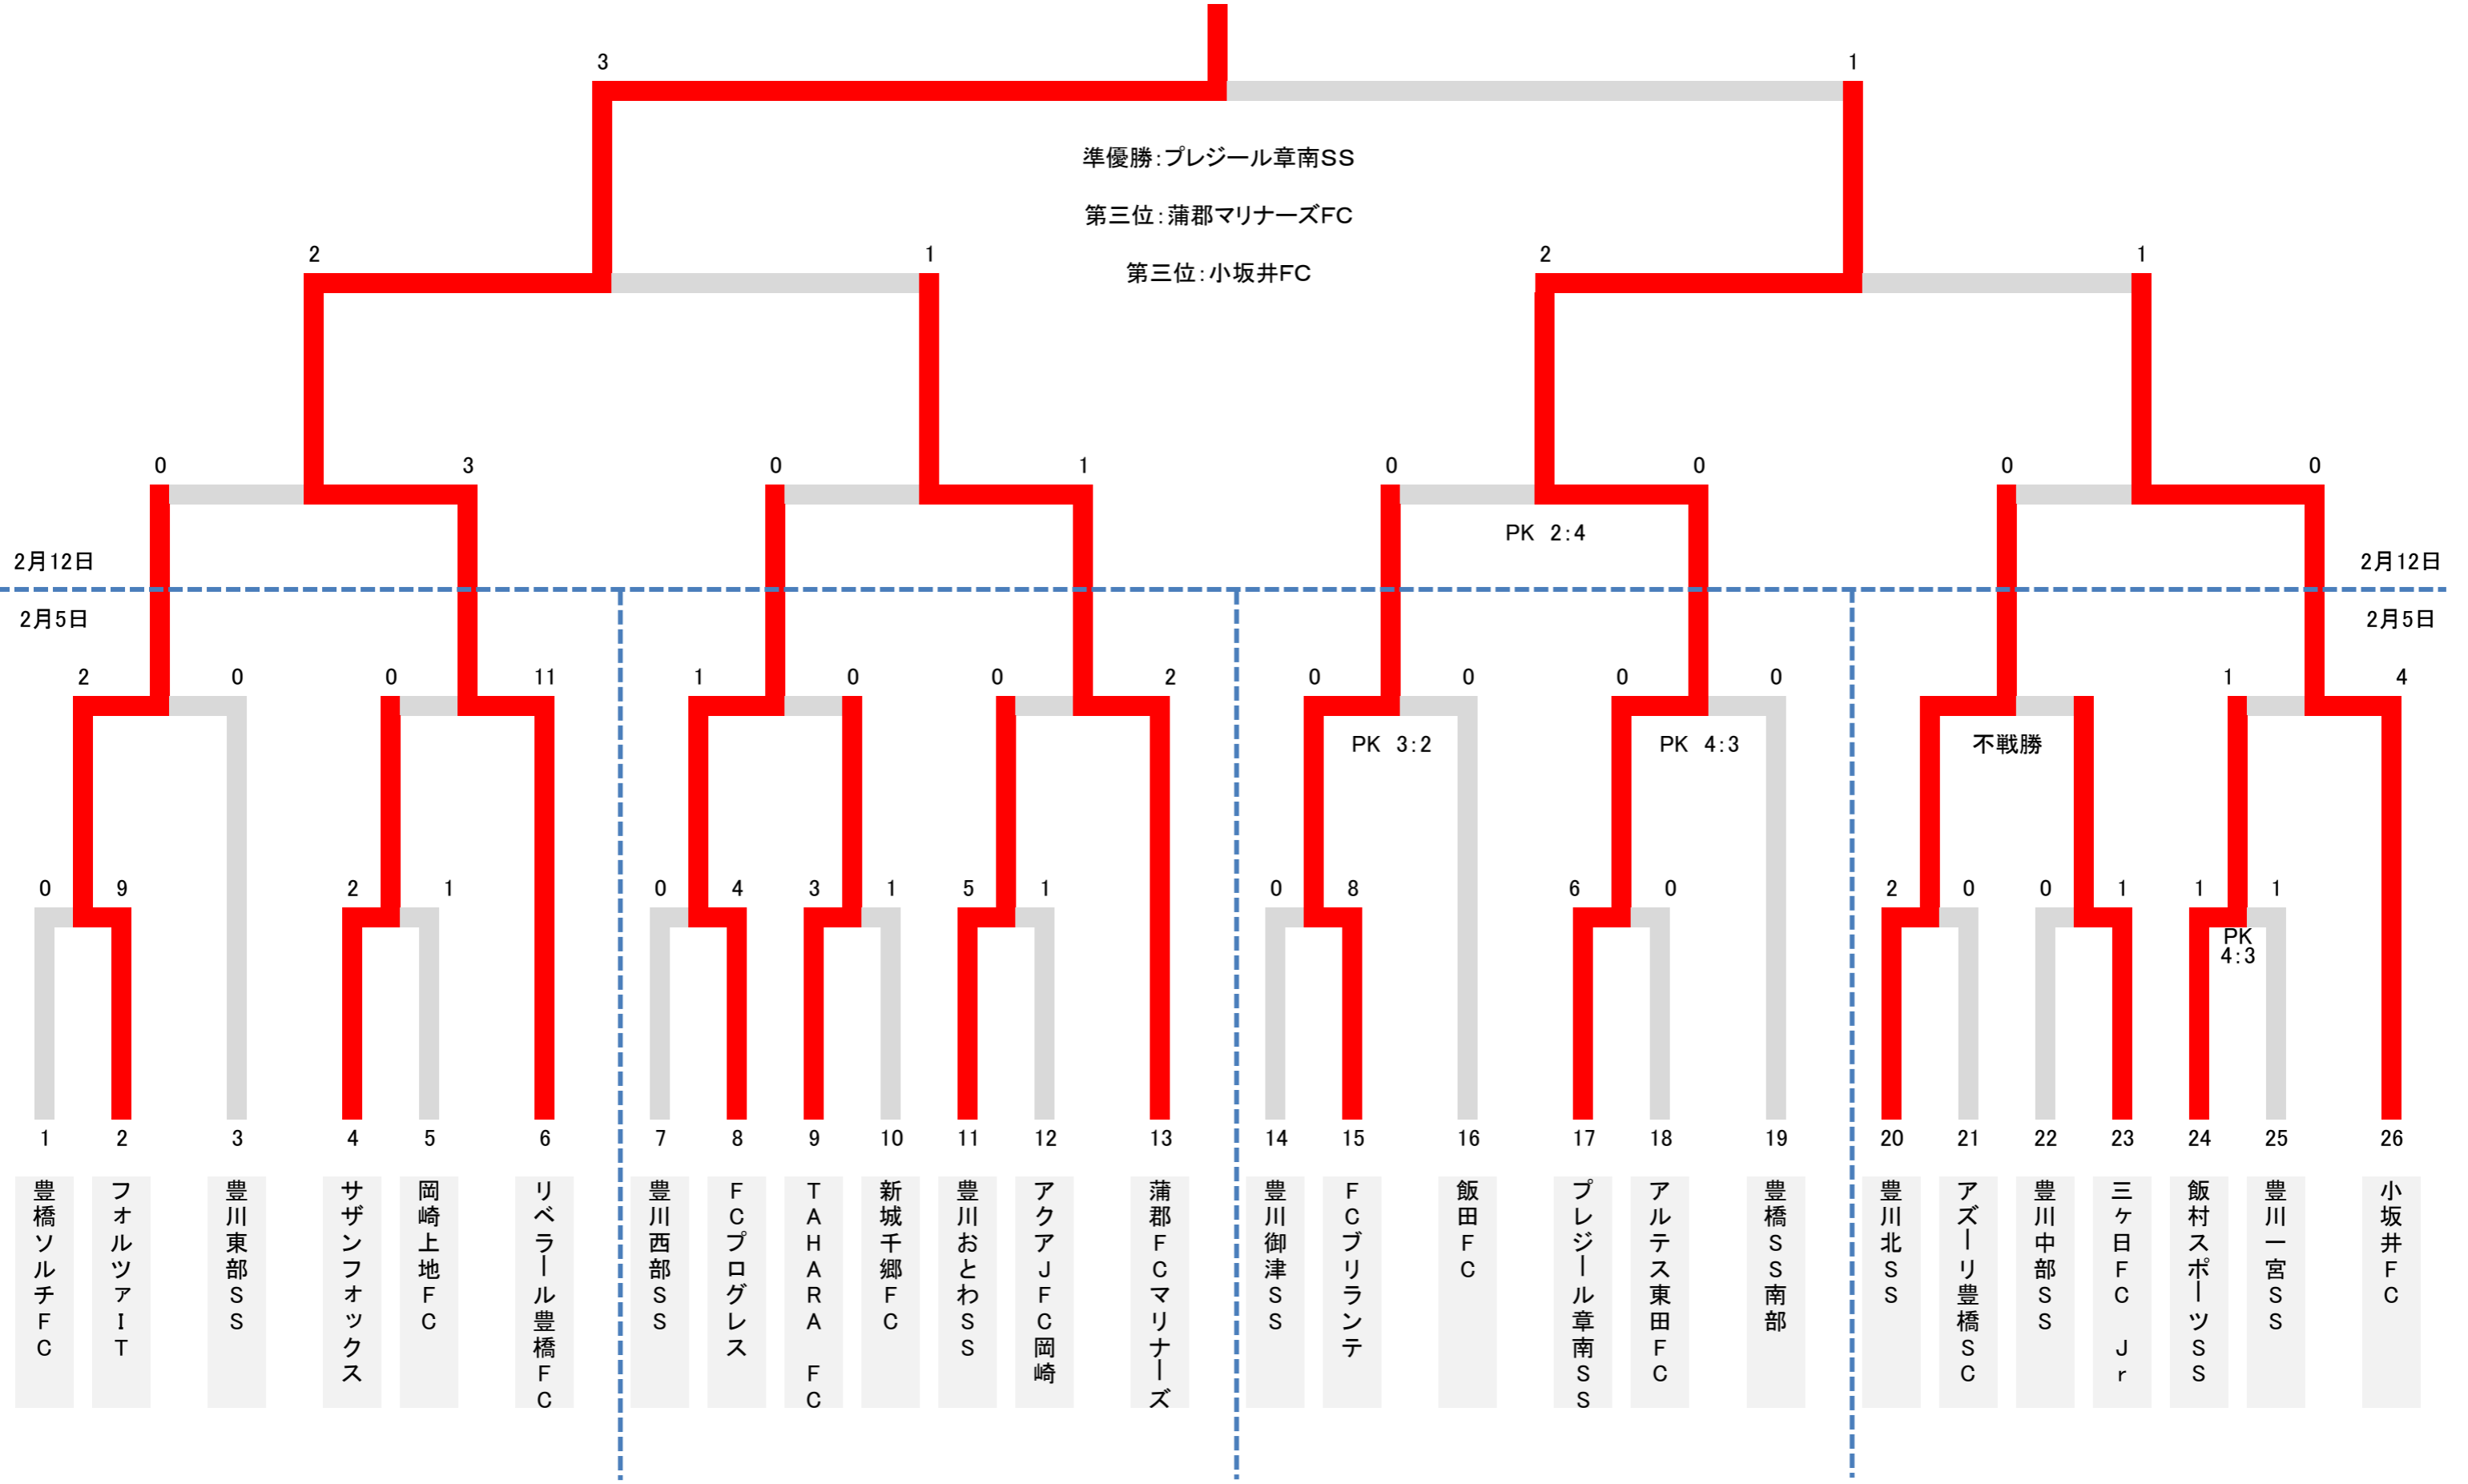 3 1
準優勝：プレジール章南SS
第三位：蒲郡マリナーズFC
2 1 2 1
第三位：小坂井FC
0 3 0 1 0 0 0 0
PK 2:4
2月12日 2月12日
2月5日 2月5日
2 0 0 11 1 0 0 2 0 0 0 0 1 4
PK 3:2 PK 4:3 不戦勝
0 9 2 1 0 4 3 1 5 1 0 8 6 0 2 0 0 1 1 1
PK
4:3
1 2 3 4 5 6 7 8 9 10 11 12 13 14 15 16 17 18 19 20 21 22 23 24 25 26
豊橋ソルチFC
フォルツァIT
豊川東部SS
サザンフォックス
岡崎上地FC
リベラール豊橋FC
豊川西部SS
FCプログレス
TAHARA FC
新城千郷FC
豊川おとわSS
アクアJFC岡崎
蒲郡FCマリナーズ
豊川御津SS
FCブリランテ
飯田FC
プレジール章南SS
アルテス東田FC
豊橋SS南部
豊川北SS
アズーリ豊橋SC
豊川中部SS
三ヶ日FC Jr
飯村スポーツSS
豊川一宮SS
小坂井FC